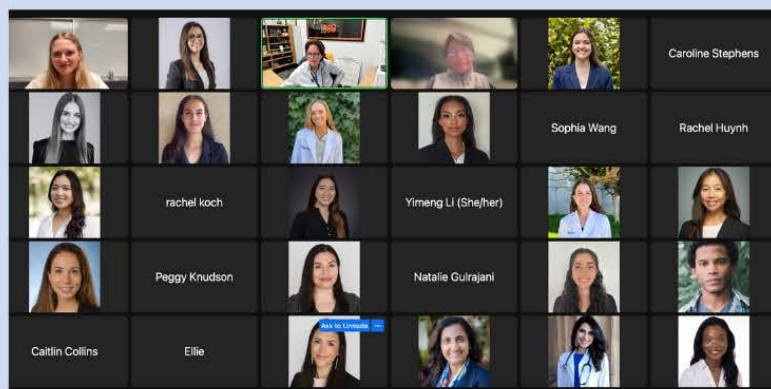 Caroline Stephens
Sophia Wang
Rachel Huynh
rachel koch
Yimeng Li (She/her)
Peggy Knudson
Natalie Gulrajani
Ask to Unmute
Caitlin Collins
Ellie